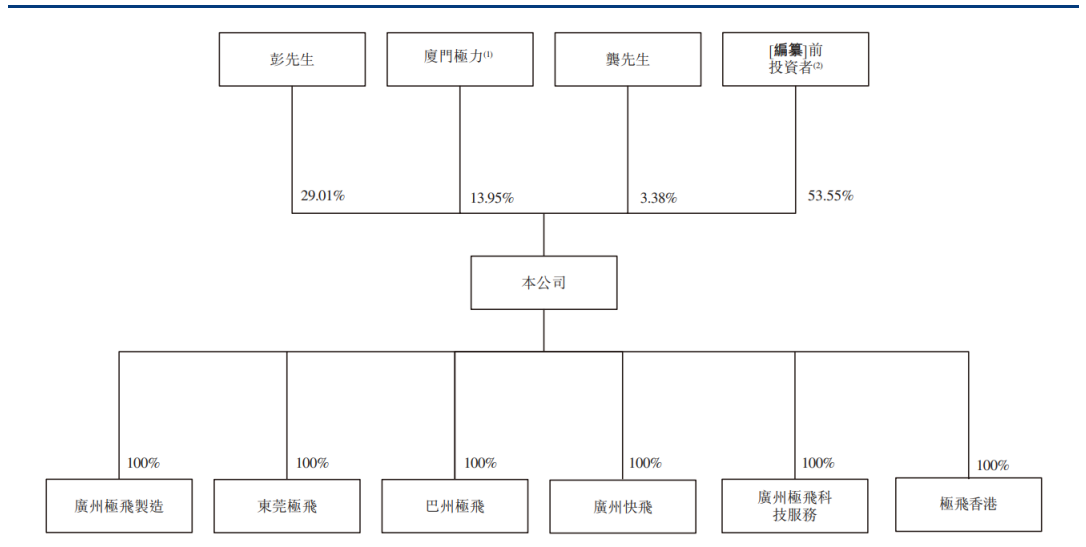 彭先生
廈門極力(1)
龔先生
[編纂]前
投資者(2)
29.01%
13.95%
3.38%
53.55%
本公司
100%
100%
100%
100%
100%
100%
廣州極飛製造
東莞極飛
巴州極飛
廣州快飛
廣州極飛科
技服務
極飛香港